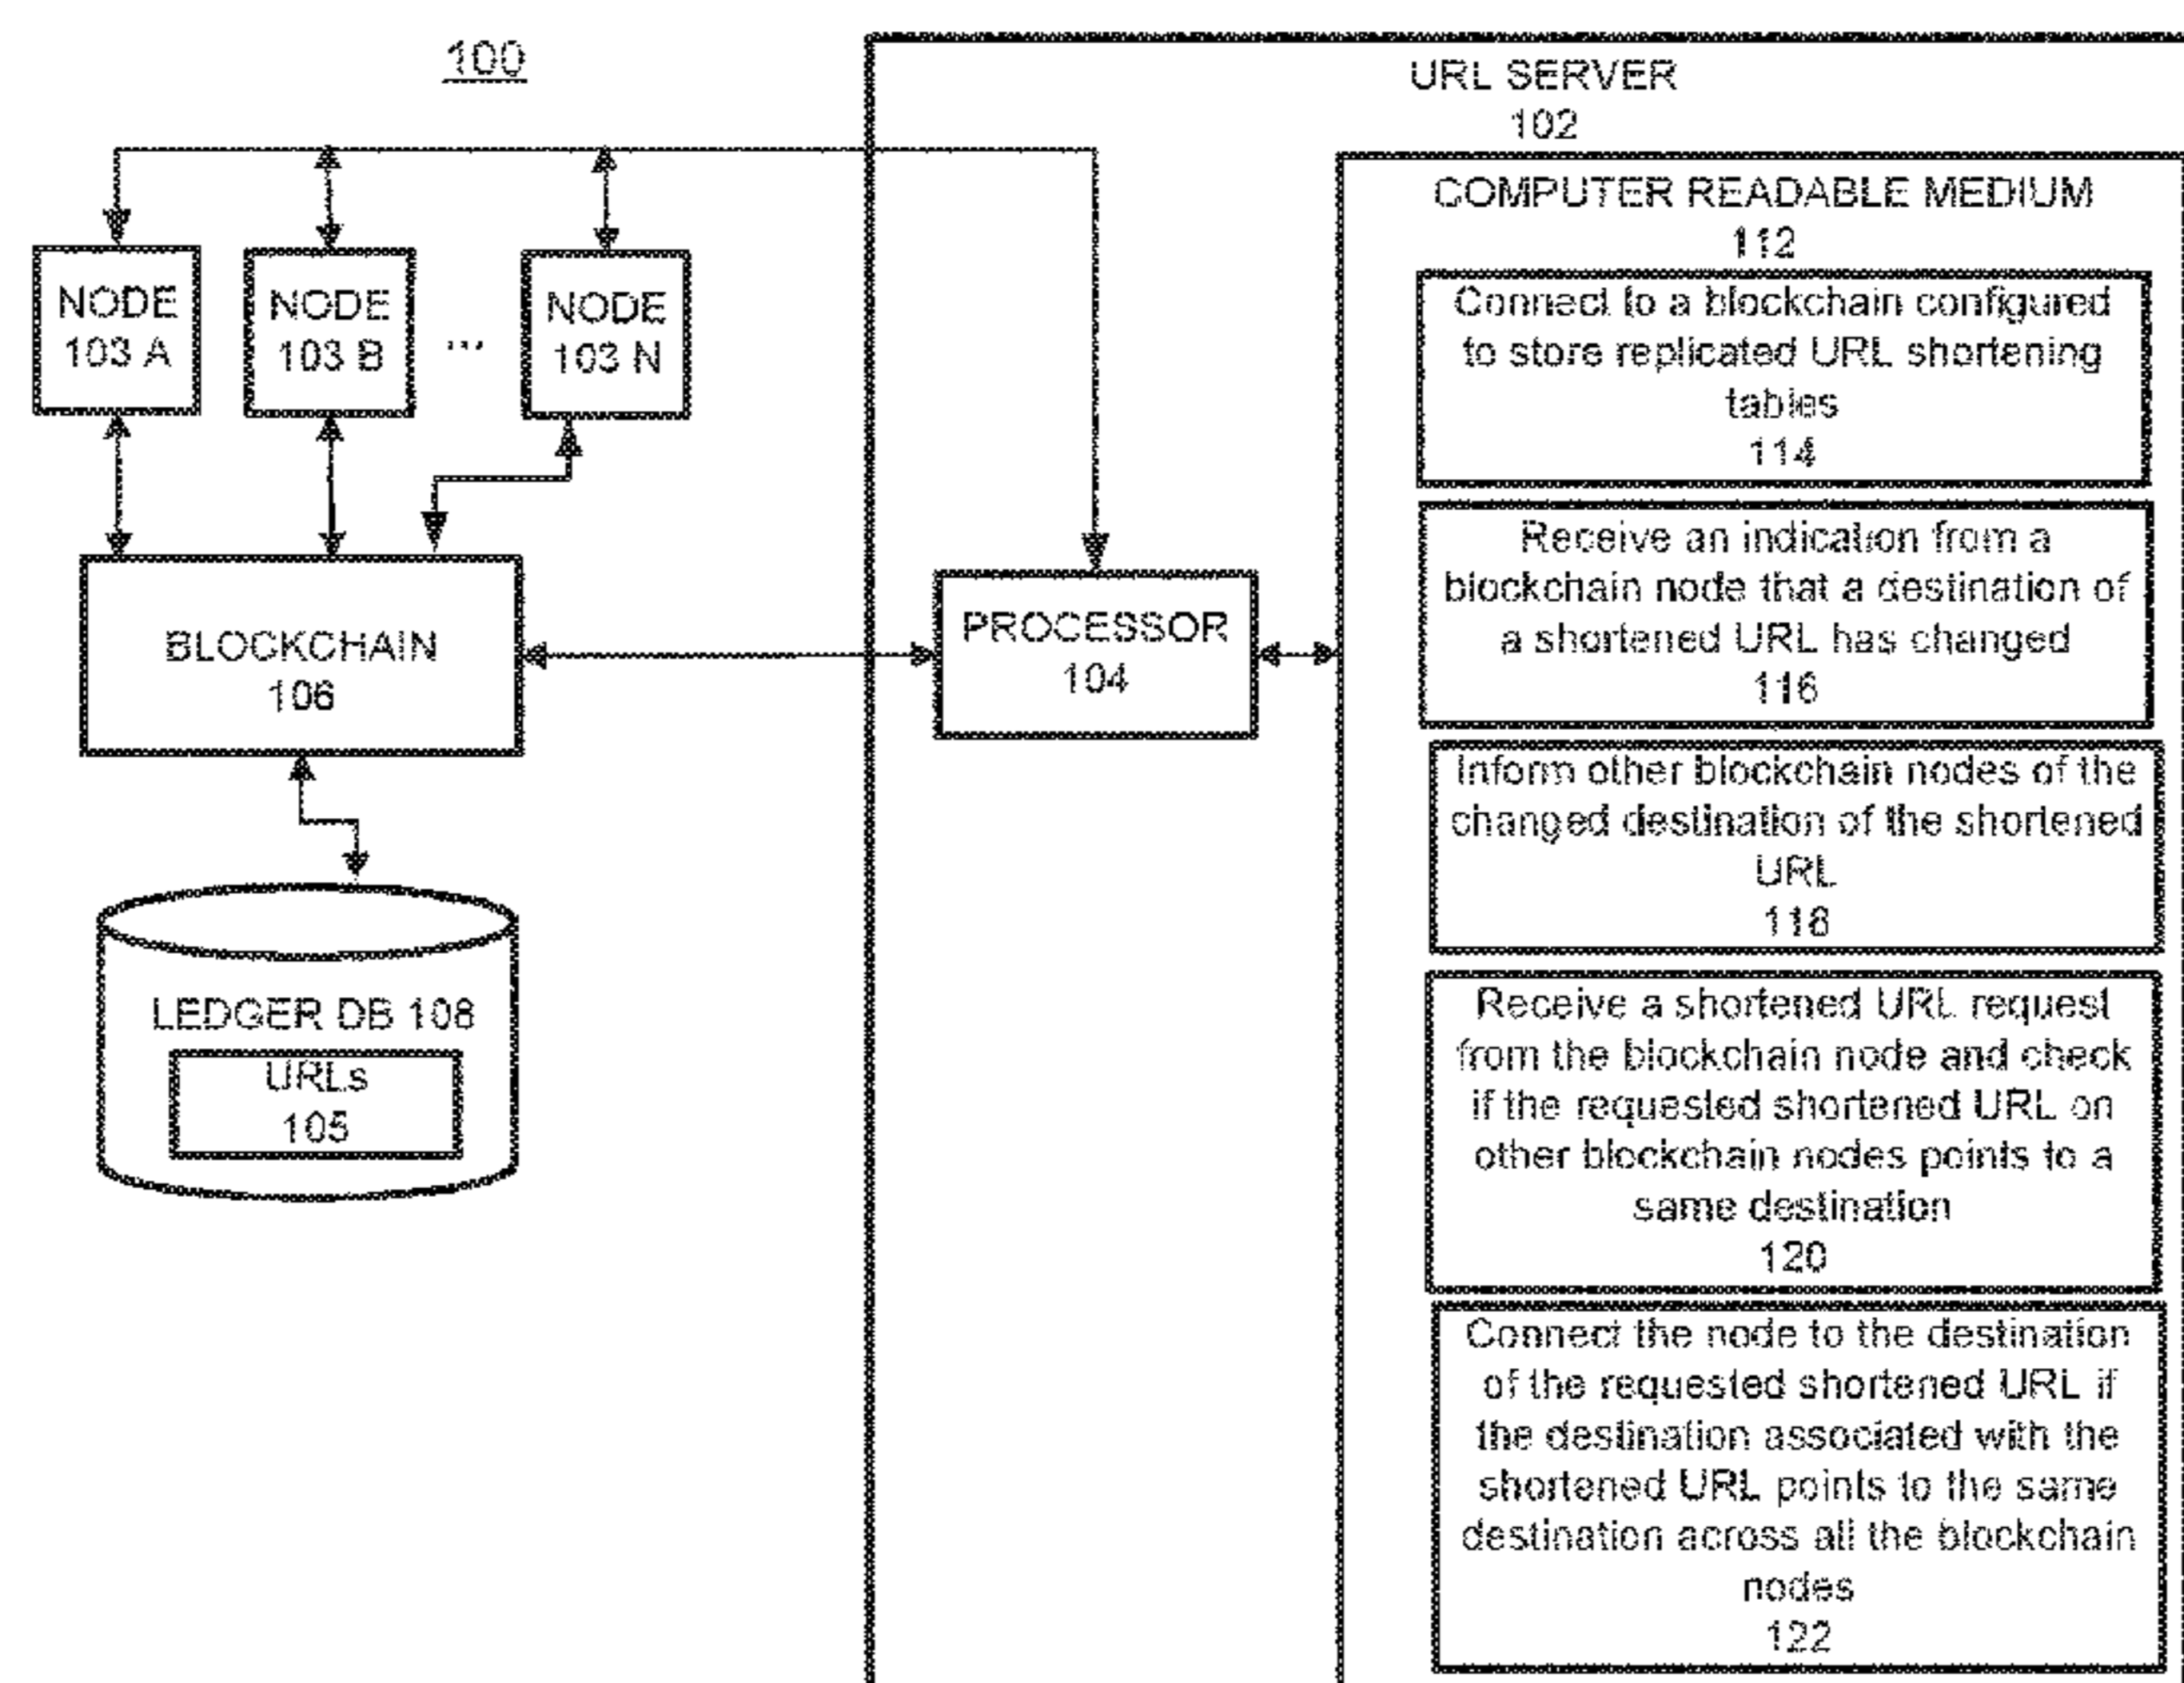 100
URL SERVER
102
NODE
103 A
NODE
103 B
...
NODE
103 N
BLOCKCHAIN
106
LEDGER DB 108
URLs
105
PROCESSOR
104
COMPUTER READABLE MEDIUM
112
Connect to a blockchain configured
to store replicated URL shortening
tables
114
Receive an indication from a
blockchain node that a destination of
a shortened URL has changed
116
Inform other blockchain nodes of the
changed destination of the shortened
URL
118
Receive a shortened URL request
from the blockchain node and check
if the requested shortened URL on
other blockchain nodes points to a
same destination
120
Connect the node to the destination
of the requested shortened URL if
the destination associated with the
shortened URL points to the same
destination across all the blockchain
nodes
122